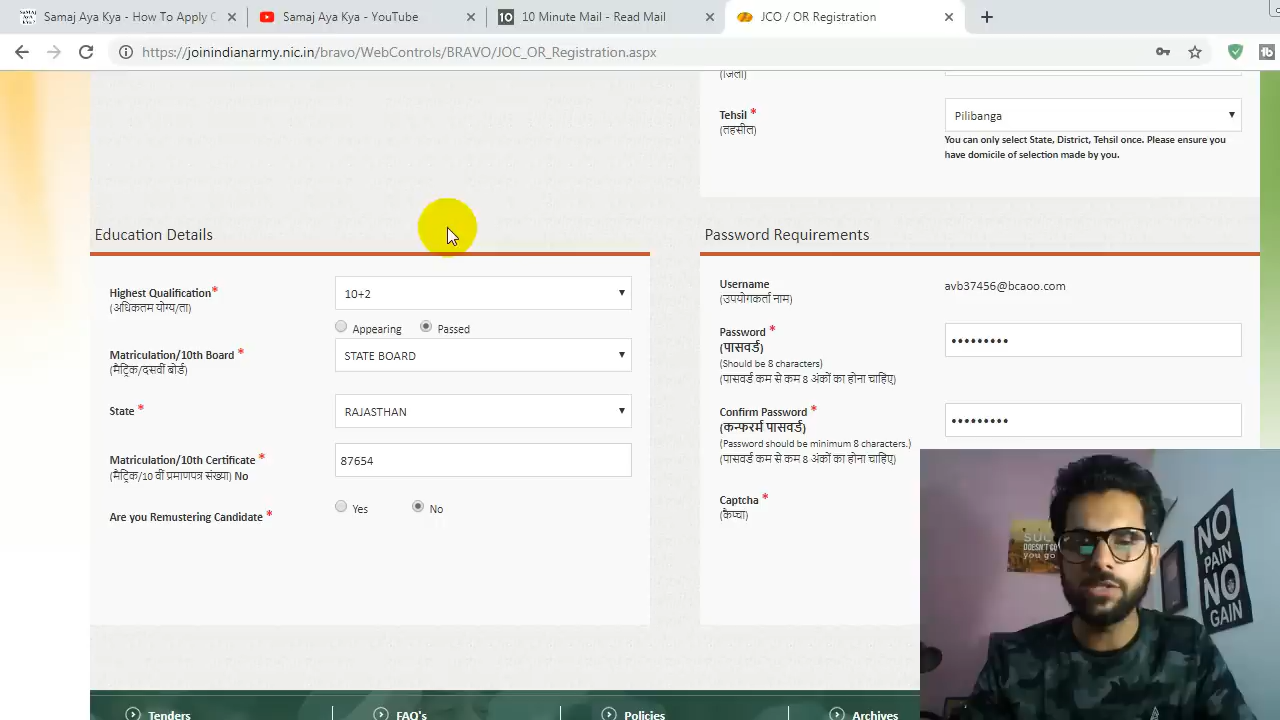 Samaj Aya Kya - How To Apply C
Samaj Aya Kya - YouTube
10 Minute Mail - Read Mail
JCO / OR Registration
https://joinindianarmy.nic.in/bravo/WebControls/BRAVO/JOC_OR_Registration.aspx
(जिला)
Tehsil *
(तहसील)
Pilibanga
You can only select State, District, Tehsil once. Please ensure you
have domicile of selection made by you.
Education Details
Highest Qualification*
(अधिकतम योग्य/ता)
10+2
Appearing
Passed
Matriculation/10th Board *
(मैट्रिक/दसवीं बोर्ड)
STATE BOARD
State *
RAJASTHAN
Matriculation/10th Certificate *
(मैट्रिक/10 वीं प्रमाणपत्र संख्या) No
87654
Are you Remustering Candidate *
Yes
No
Password Requirements
Username
(उपयोगकर्ता नाम)
avb37456@bcaoo.com
Password *
(पासवर्ड)
(Should be 8 characters)
(पासवर्ड कम से कम 8 अंकों का होना चाहिए)
•••••••••
Confirm Password *
(कन्फरर्म पासवर्ड)
(Password should be minimum 8 characters.)
(पासवर्ड कम से कम 8 अंकों का होना चाहिए)
•••••••••
Captcha *
(कैप्चा)
DOESN'T GO
you go
NO
PAIN
NO
GAIN
Tenders
FAQ's
Policies
Archives